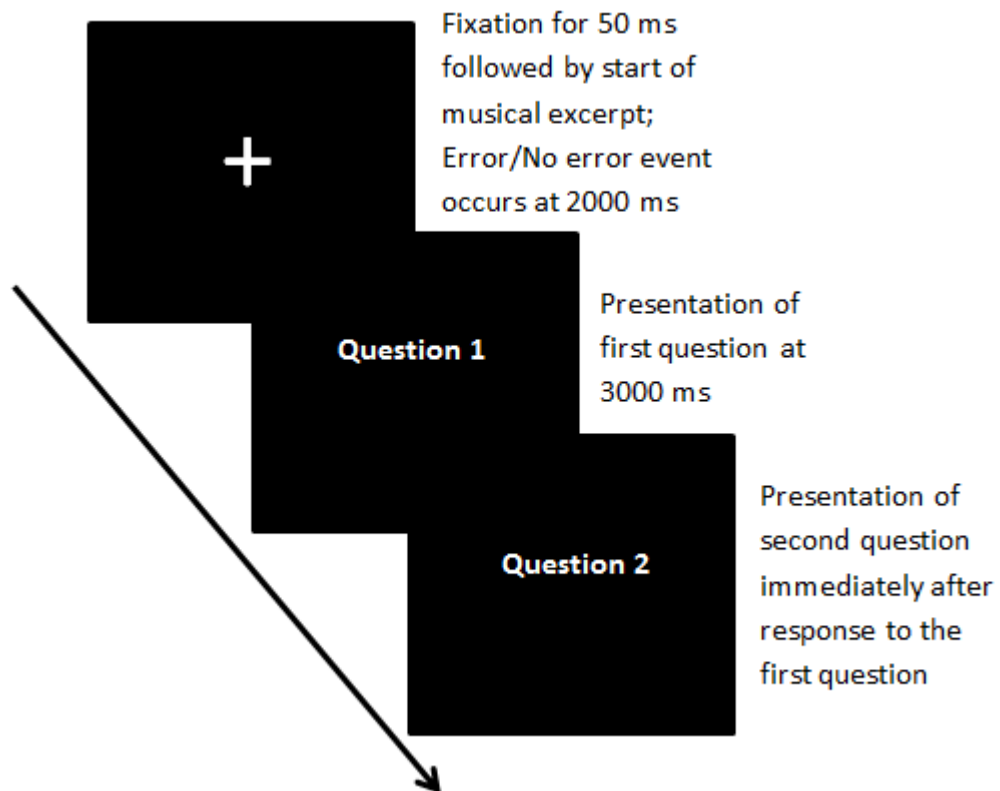 Fixation for 50 ms
followed by start of
musical excerpt;
Error/No error event
occurs at 2000 ms
Question 1
Presentation of
first question at
3000 ms
Question 2
Presentation of
second question
immediately after
response to the
first question